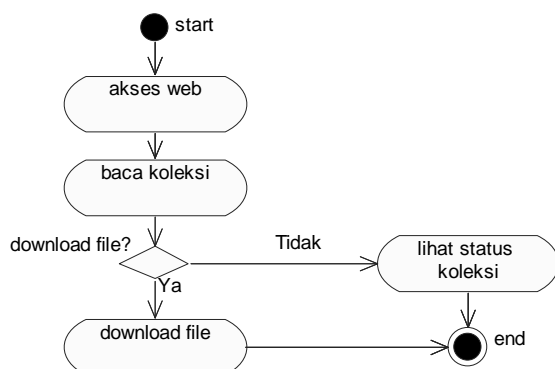 start
akses web
baca koleksi
download file?
Tidak
lihat status
koleksi
Ya
download file
end